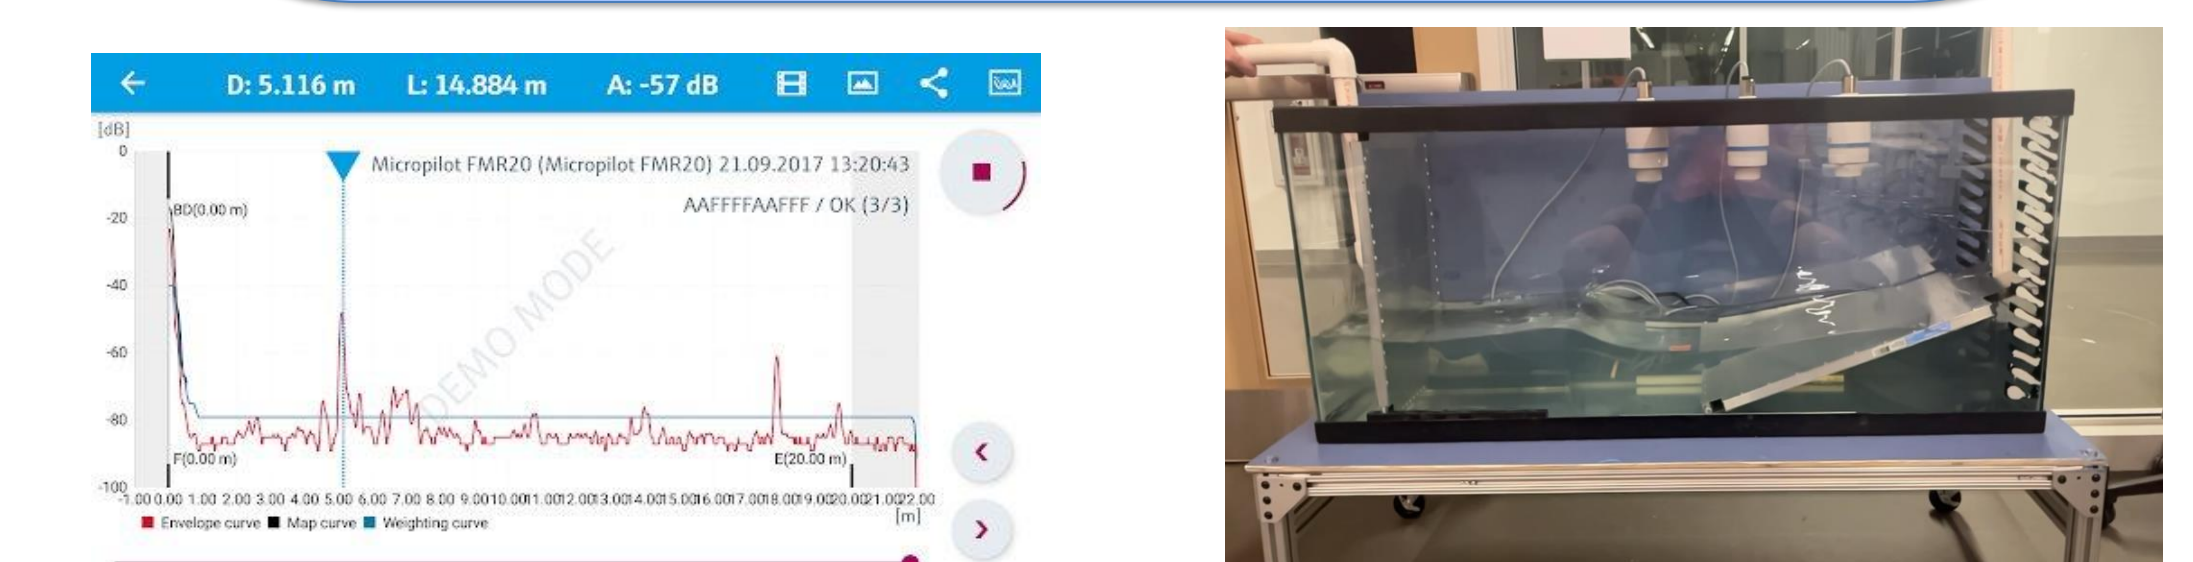 D: 5.116 m L: 14.884 m A: -57 dB
[dB]
0
Micropilot FMR20 (Micropilot FMR20) 21.09.2017 13:20:43
AAFFFFAAFFF / OK (3/3)
BD(0.00 m)
-20
DEMO MODE
-40
-60
-80
F(0.00 m) E(20.00 m)
-100
-1.00 0.00 1.00 2.00 3.00 4.00 5.00 6.00 7.00 8.00 9.00 10.00 11.00 12.00 13.00 14.00 15.00 16.00 17.00 18.00 19.00 20.00 21.00 22.00
[m]
Envelope curve Map curve Weighting curve